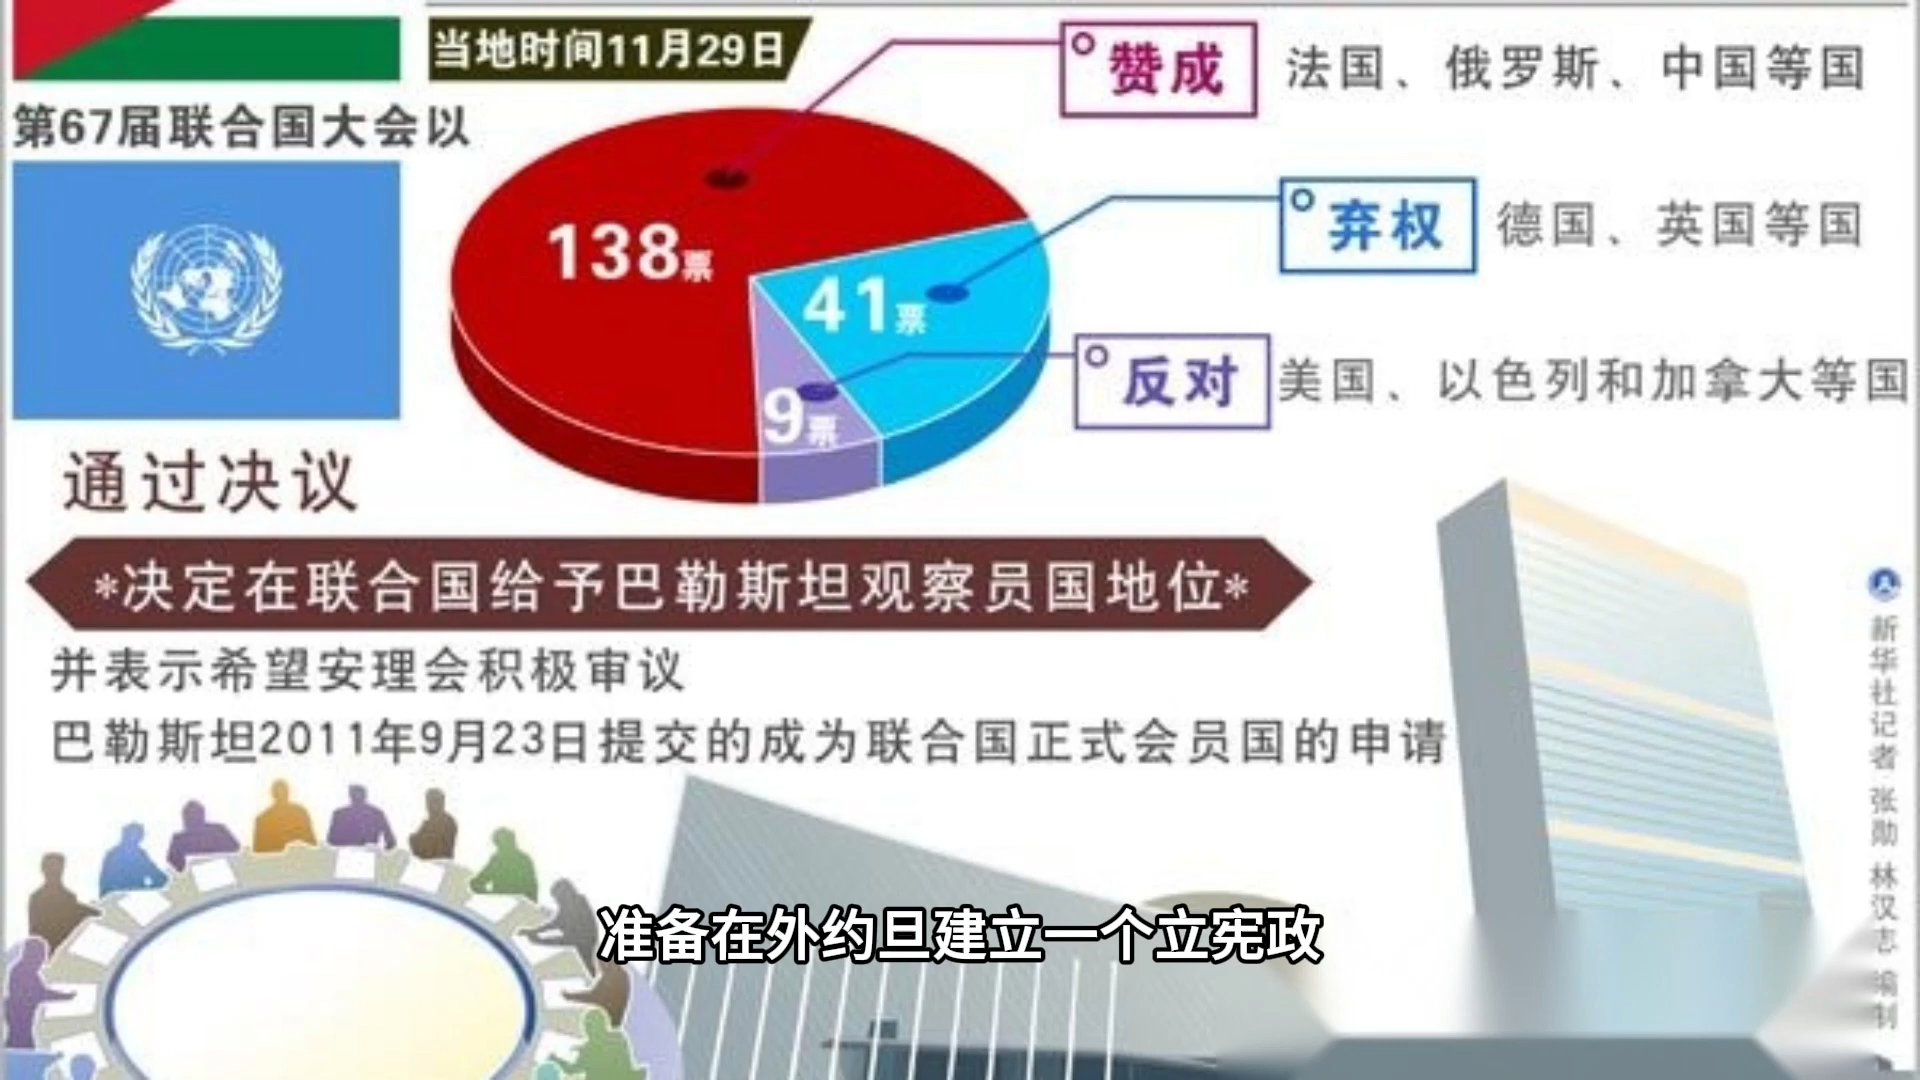 当地时间11月29日
第67届联合国大会以
通过决议
赞成 法国、俄罗斯、中国等国
弃权 德国、英国等国
反对 美国、以色列和加拿大等国
138票
41票
9票
*决定在联合国给予巴勒斯坦观察员国地位*
并表示希望安理会积极审议
巴勒斯坦2011年9月23日提交的成为联合国正式会员国的申请
新华社记者 张勋 林汉志 编制
准备在外约旦建立一个立宪政